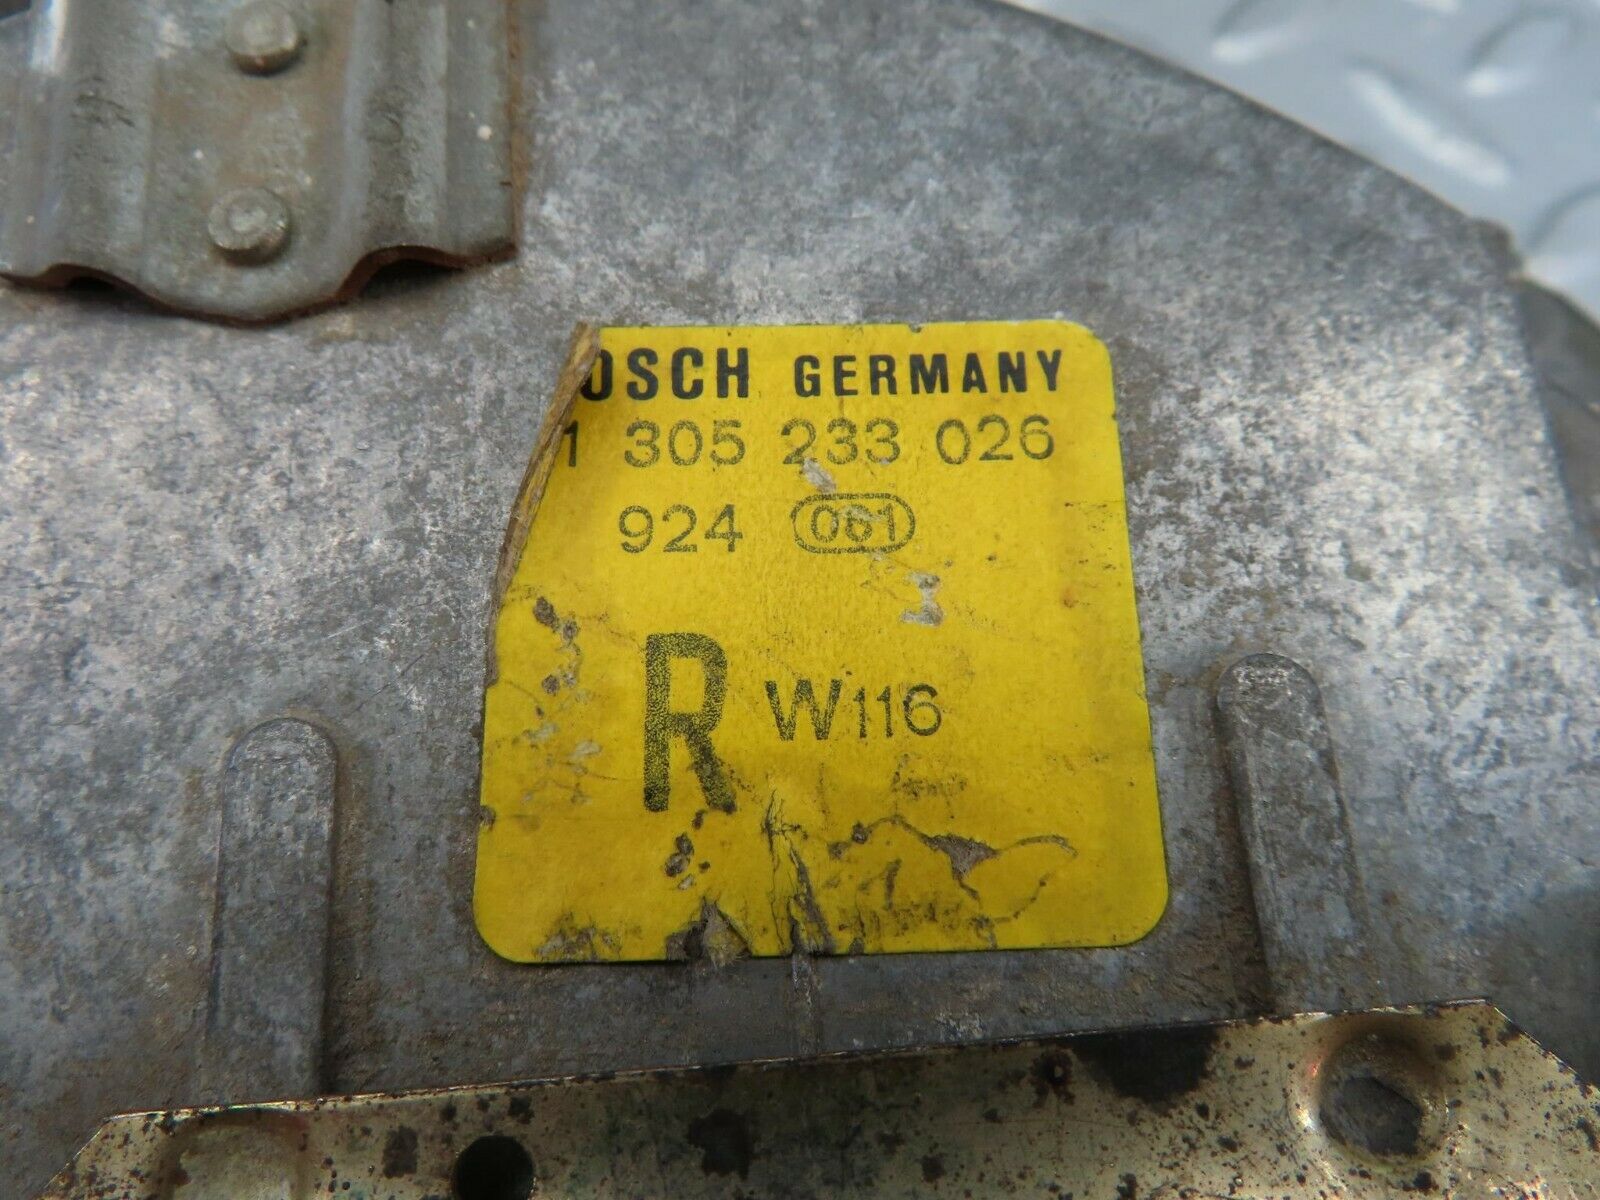 OSCH GERMANY
1 305 233 026
924 061
R W116